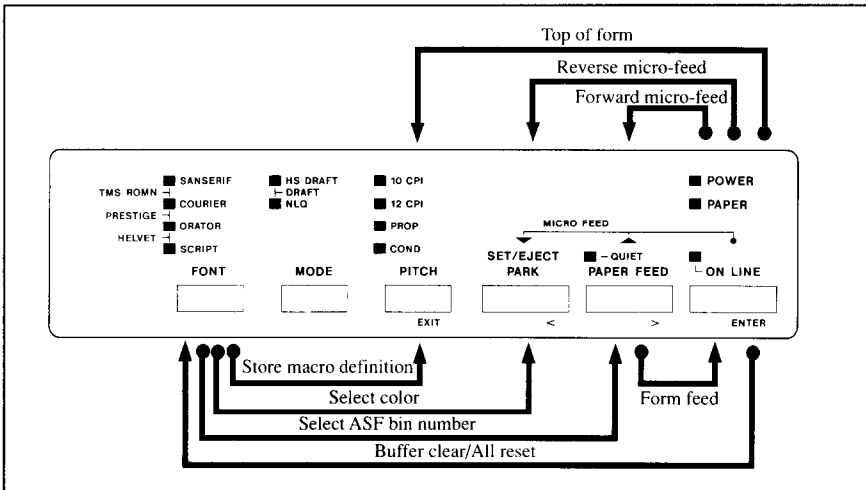 Top of form
Reverse micro-feed
Forward micro-feed
SANSERIF
HS DRAFT
10 CPI
POWER
TMS ROMN
DRAFT
COURIER
NLQ
12 CPI
PAPER
PRESTIGE
ORATOR
PROP
MICRO FEED
HELVET
SCRIPT
COND
SET/EJECT
– QUIET
FONT
MODE
PITCH
PARK
PAPER FEED
ON LINE
EXIT
<
>
ENTER
Store macro definition
Select color
Form feed
Select ASF bin number
Buffer clear/All reset